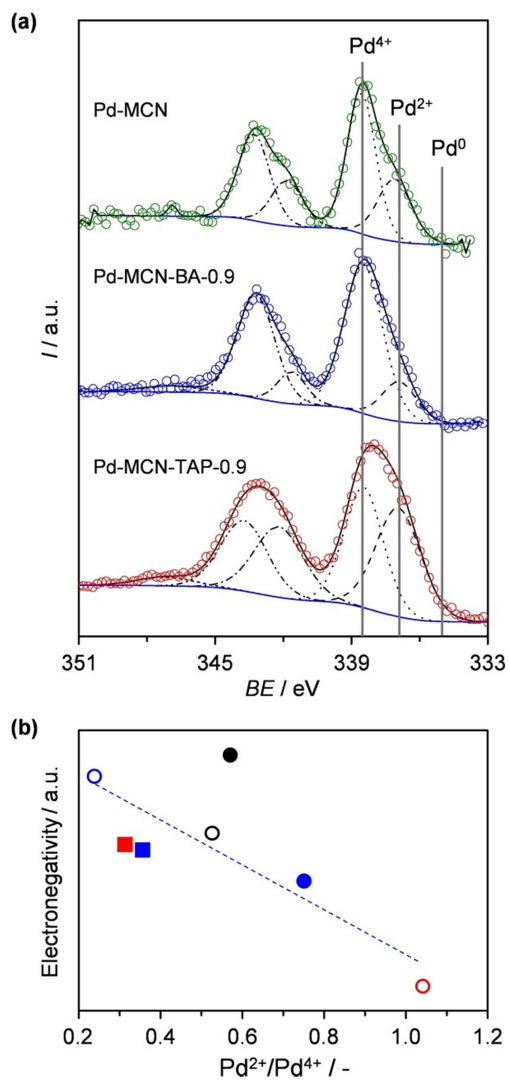 (a)
Pd⁴⁺
Pd²⁺
Pd⁰
Pd-MCN
Pd-MCN-BA-0.9
Pd-MCN-TAP-0.9
I / a.u.
351 345 339 333
BE / eV
(b)
Electronegativity / a.u.
0.2 0.4 0.6 0.8 1.0 1.2
Pd²⁺/Pd⁴⁺ / -